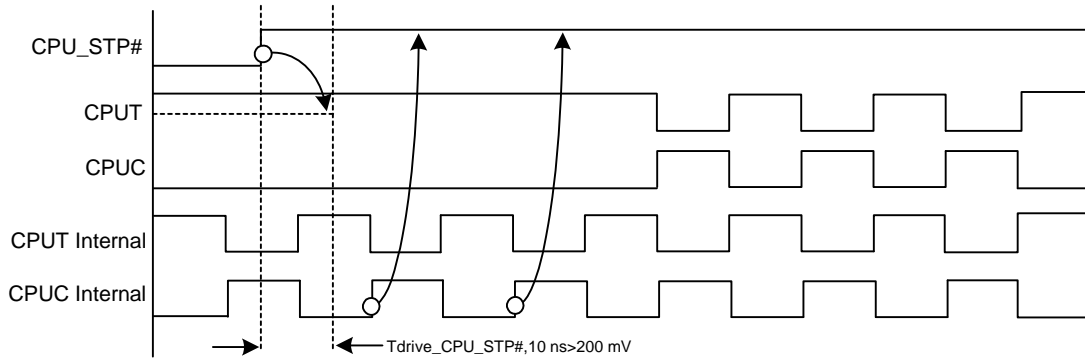 CPU_STP#
CPUT
CPUC
CPUT Internal
CPUC Internal
Tdrive_CPU_STP#,10 ns>200 mV